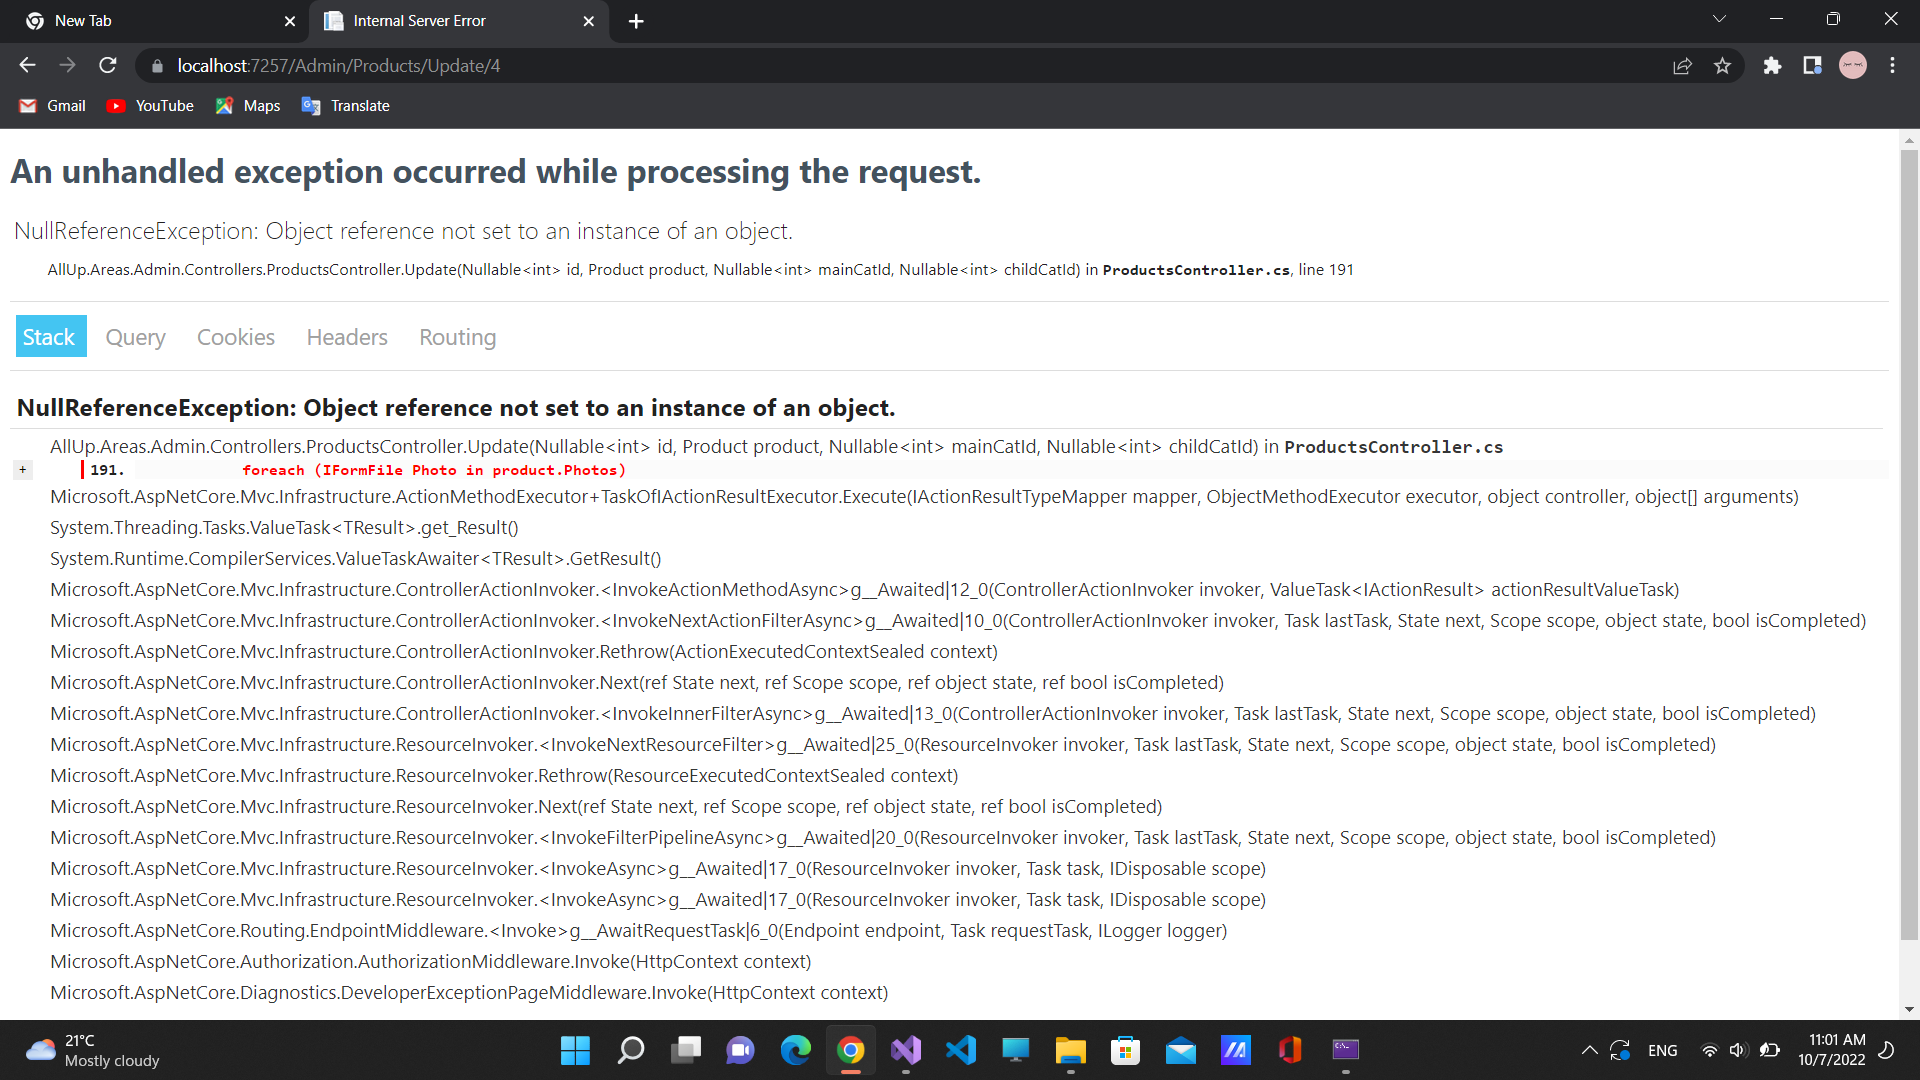 New Tab
Internal Server Error
localhost:7257/Admin/Products/Update/4
Gmail
YouTube
Maps
Translate
An unhandled exception occurred while processing the request.
NullReferenceException: Object reference not set to an instance of an object.
AllUp.Areas.Admin.Controllers.ProductsController.Update(Nullable<int> id, Product product, Nullable<int> mainCatId, Nullable<int> childCatId) in ProductsController.cs, line 191
Stack Query Cookies Headers Routing
NullReferenceException: Object reference not set to an instance of an object.
AllUp.Areas.Admin.Controllers.ProductsController.Update(Nullable<int> id, Product product, Nullable<int> mainCatId, Nullable<int> childCatId) in ProductsController.cs
+ 191. foreach (IFormFile Photo in product.Photos)
Microsoft.AspNetCore.Mvc.Infrastructure.ActionMethodExecutor+TaskOfIActionResultExecutor.Execute(IActionResultTypeMapper mapper, ObjectMethodExecutor executor, object controller, object[] arguments)
System.Threading.Tasks.ValueTask<TResult>.get_Result()
System.Runtime.CompilerServices.ValueTaskAwaiter<TResult>.GetResult()
Microsoft.AspNetCore.Mvc.Infrastructure.ControllerActionInvoker.<InvokeActionMethodAsync>g__Awaited|12_0(ControllerActionInvoker invoker, ValueTask<IActionResult> actionResultValueTask)
Microsoft.AspNetCore.Mvc.Infrastructure.ControllerActionInvoker.<InvokeNextActionFilterAsync>g__Awaited|10_0(ControllerActionInvoker invoker, Task lastTask, State next, Scope scope, object state, bool isCompleted)
Microsoft.AspNetCore.Mvc.Infrastructure.ControllerActionInvoker.Rethrow(ActionExecutedContextSealed context)
Microsoft.AspNetCore.Mvc.Infrastructure.ControllerActionInvoker.Next(ref State next, ref Scope scope, ref object state, ref bool isCompleted)
Microsoft.AspNetCore.Mvc.Infrastructure.ControllerActionInvoker.<InvokeInnerFilterAsync>g__Awaited|13_0(ControllerActionInvoker invoker, Task lastTask, State next, Scope scope, object state, bool isCompleted)
Microsoft.AspNetCore.Mvc.Infrastructure.ResourceInvoker.<InvokeNextResourceFilter>g__Awaited|25_0(ResourceInvoker invoker, Task lastTask, State next, Scope scope, object state, bool isCompleted)
Microsoft.AspNetCore.Mvc.Infrastructure.ResourceInvoker.Rethrow(ResourceExecutedContextSealed context)
Microsoft.AspNetCore.Mvc.Infrastructure.ResourceInvoker.Next(ref State next, ref Scope scope, ref object state, ref bool isCompleted)
Microsoft.AspNetCore.Mvc.Infrastructure.ResourceInvoker.<InvokeFilterPipelineAsync>g__Awaited|20_0(ResourceInvoker invoker, Task lastTask, State next, Scope scope, object state, bool isCompleted)
Microsoft.AspNetCore.Mvc.Infrastructure.ResourceInvoker.<InvokeAsync>g__Awaited|17_0(ResourceInvoker invoker, Task task, IDisposable scope)
Microsoft.AspNetCore.Mvc.Infrastructure.ResourceInvoker.<InvokeAsync>g__Awaited|17_0(ResourceInvoker invoker, Task task, IDisposable scope)
Microsoft.AspNetCore.Routing.EndpointMiddleware.<Invoke>g__AwaitRequestTask|6_0(Endpoint endpoint, Task requestTask, ILogger logger)
Microsoft.AspNetCore.Authorization.AuthorizationMiddleware.Invoke(HttpContext context)
Microsoft.AspNetCore.Diagnostics.DeveloperExceptionPageMiddleware.Invoke(HttpContext context)
21°C
Mostly cloudy
ENG
11:01 AM
10/7/2022